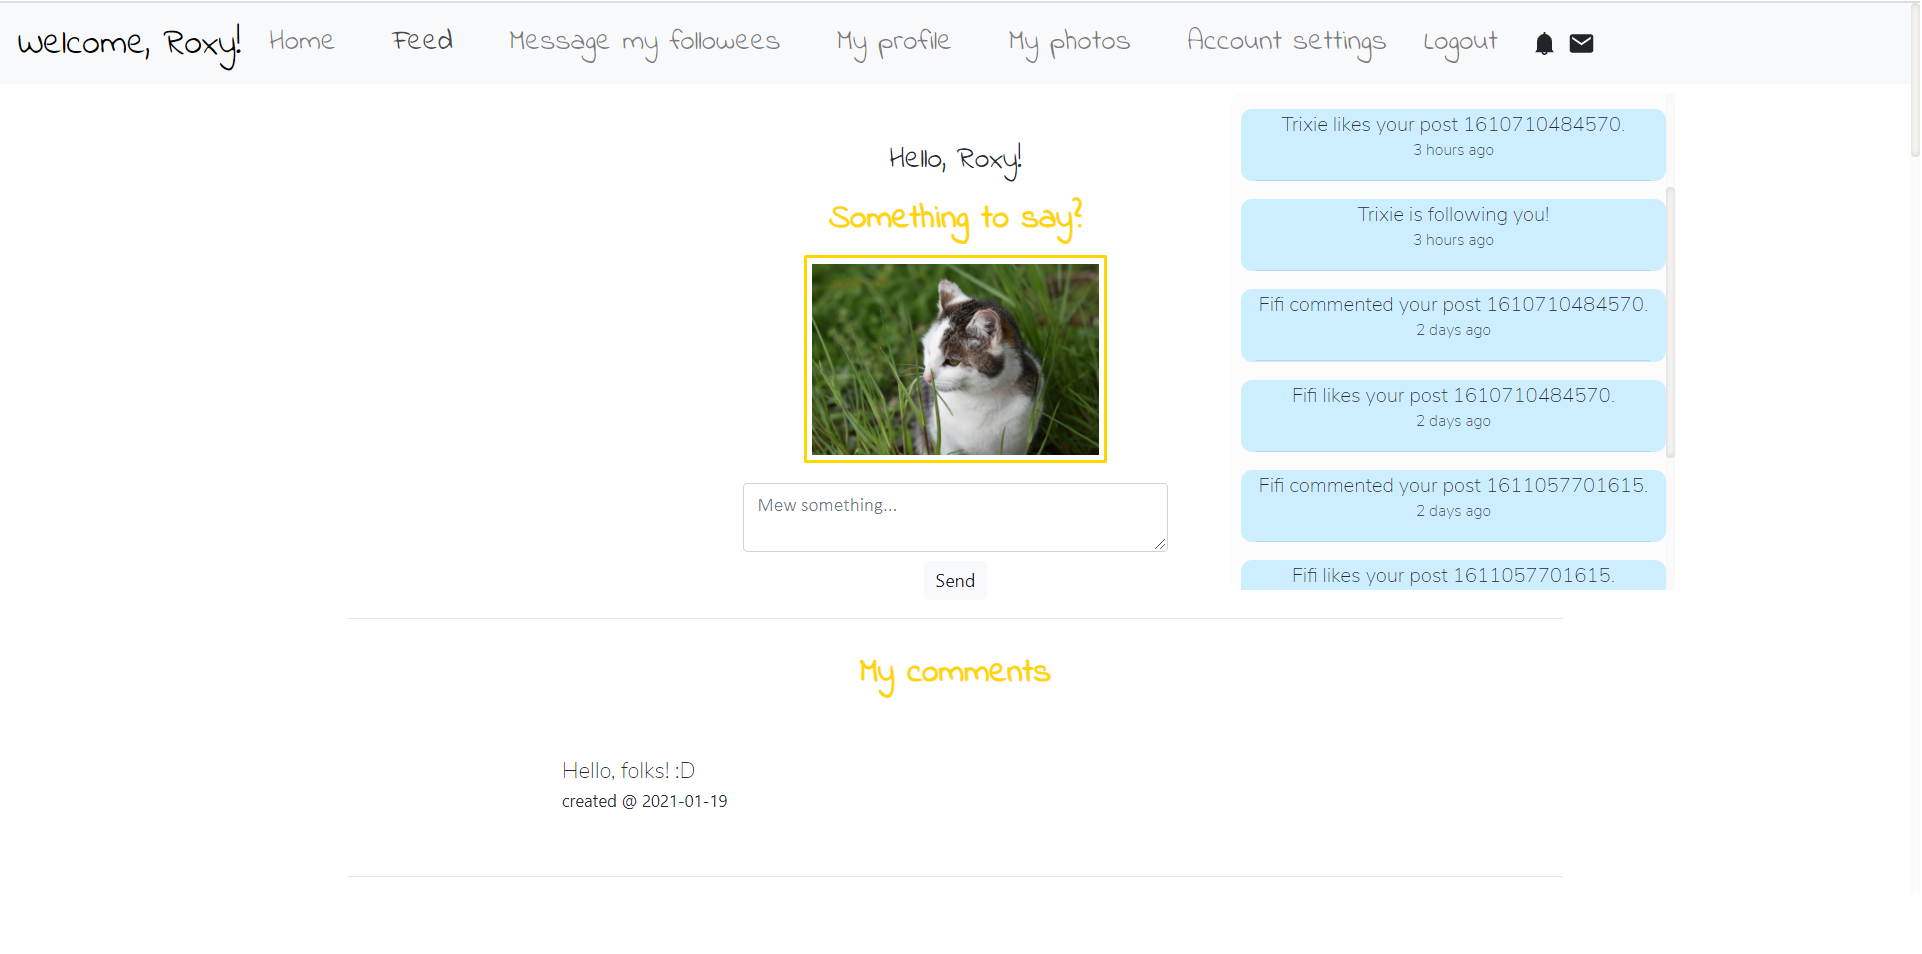 Welcome, Roxy! Home Feed Message my followees My profile My photos Account settings Logout
Hello, Roxy!
Something to say?
Mew something...
Send
Trixie likes your post 1610710484570.
3 hours ago
Trixie is following you!
3 hours ago
Fifi commented your post 1610710484570.
2 days ago
Fifi likes your post 1610710484570.
2 days ago
Fifi commented your post 1611057701615.
2 days ago
Fifi likes your post 1611057701615.
My comments
Hello, folks! :D
created @ 2021-01-19